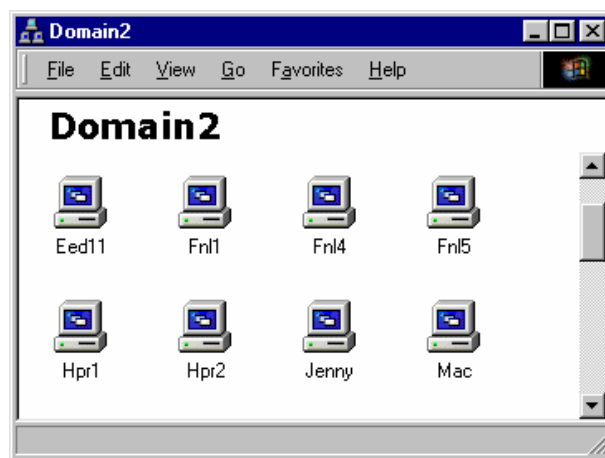 Domain2
File Edit View Go Favorites Help
Domain2
Eed11 Fnl1 Fnl4 Fnl5
Hpr1 Hpr2 Jenny Mac